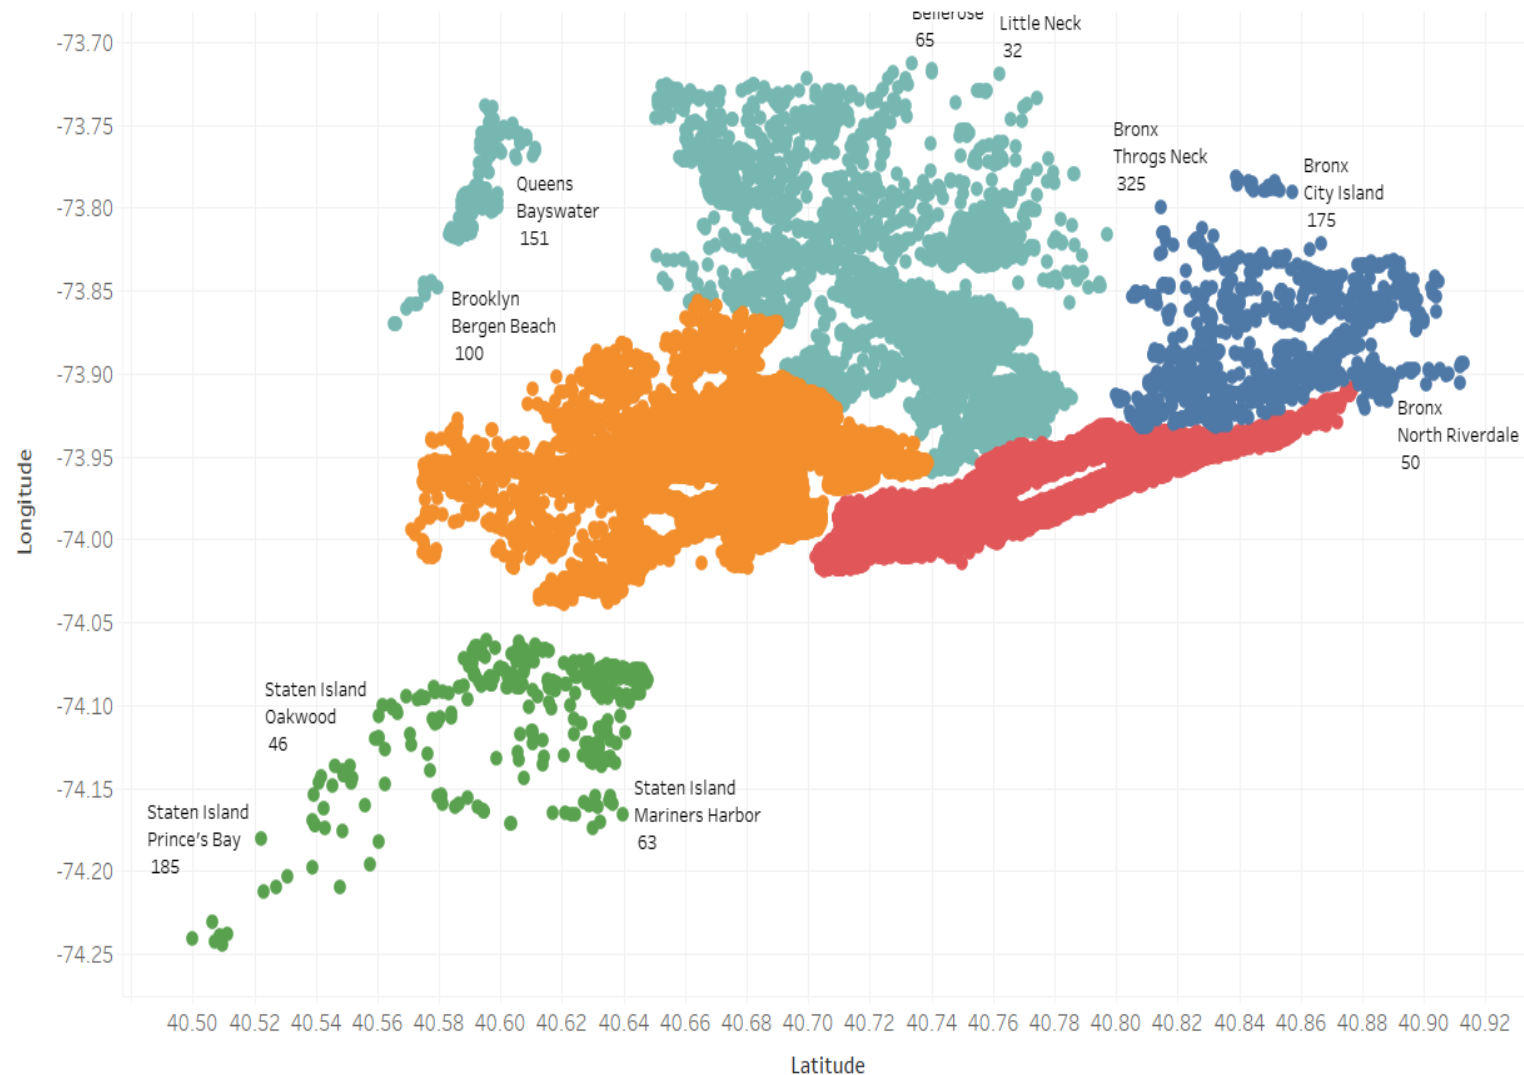 Bellerose
65
Little Neck
32
-73.70
-73.75
-73.80
-73.85
-73.90
-73.95
-74.00
-74.05
-74.10
-74.15
-74.20
-74.25
Longitude
Queens
Bayswater
151
Brooklyn
Bergen Beach
100
Bronx
Throgs Neck
325
Bronx
City Island
175
Bronx
North Riverdale
50
Staten Island
Oakwood
46
Staten Island
Prince's Bay
185
Staten Island
Mariners Harbor
63
40.50 40.52 40.54 40.56 40.58 40.60 40.62 40.64 40.66 40.68 40.70 40.72 40.74 40.76 40.78 40.80 40.82 40.84 40.86 40.88 40.90 40.92
Latitude